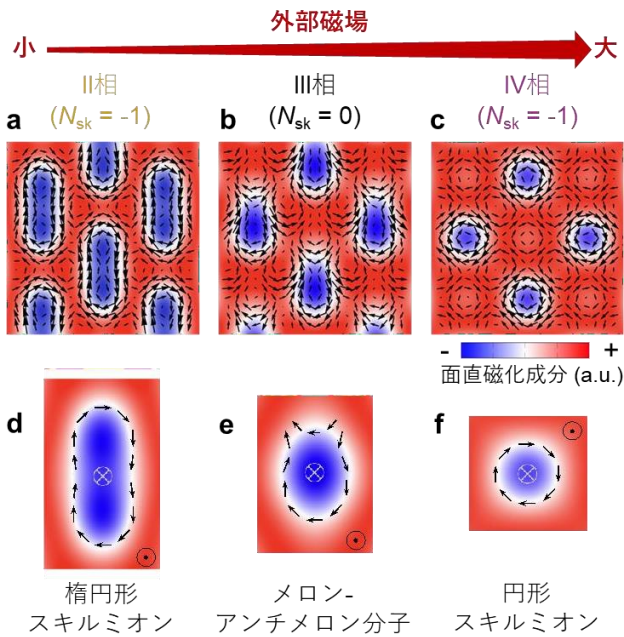 外部磁場
小
大
II相
(Nsk = -1)
III相
(Nsk = 0)
IV相
(Nsk = -1)
a
b
c
- +
面直磁化成分 (a.u.)
d
e
f
楕円形
スキルミオン
メロン-
アンチメロン分子
円形
スキルミオン